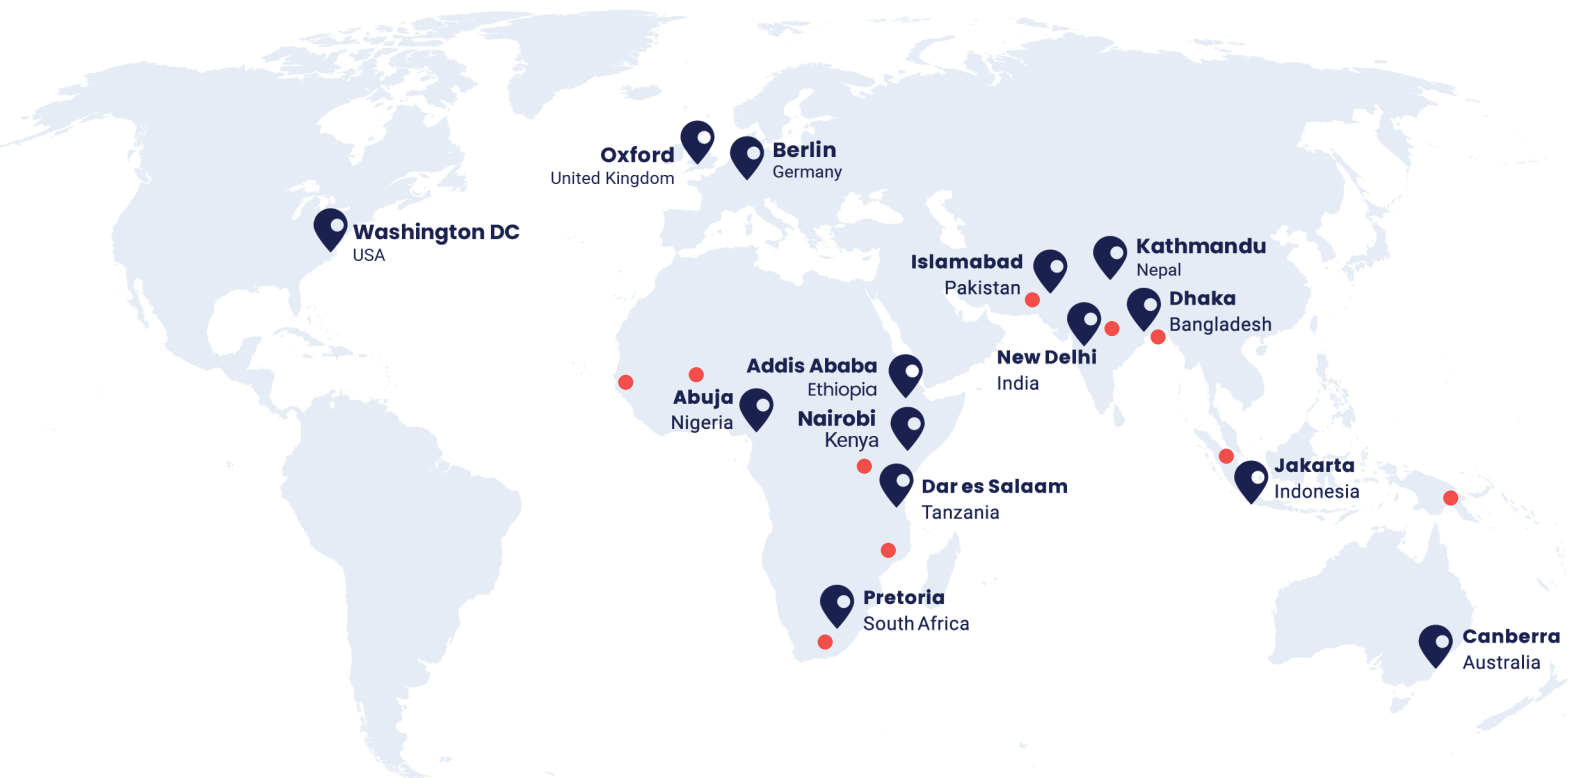 Oxford
United Kingdom
Berlin
Germany
Washington DC
USA
Islamabad
Pakistan
Kathmandu
Nepal
Dhaka
Bangladesh
New Delhi
India
Addis Ababa
Ethiopia
Abuja
Nigeria
Nairobi
Kenya
Dar es Salaam
Tanzania
Jakarta
Indonesia
Pretoria
South Africa
Canberra
Australia